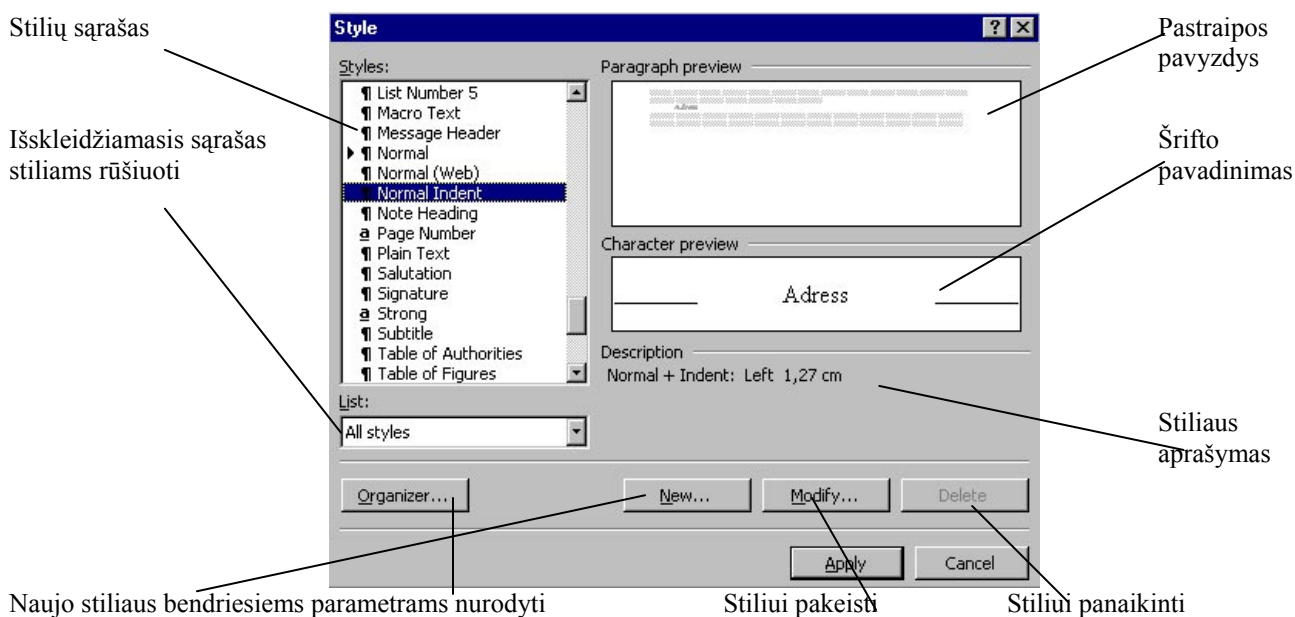 Stilių sąrašas
Išskleidžiamasis sąrašas
stiliams rūšiuoti
Style
Styles:
¶ List Number 5
¶ Macro Text
¶ Message Header
¶ Normal
¶ Normal (Web)
¶ Normal Indent
¶ Note Heading
a Page Number
¶ Plain Text
¶ Salutation
¶ Signature
a Strong
¶ Subtitle
¶ Table of Authorities
¶ Table of Figures
List:
All styles
Paragraph preview
Character preview
Adress
Description
Normal + Indent: Left 1,27 cm
Organizer...
New...
Modify...
Delete
Apply
Cancel
Pastraipos
pavyzdys
Šrifto
pavadinimas
Stiliaus
aprašymas
Naujo stiliaus bendriesiems parametrams nurodyti
Stiliui pakeisti
Stiliui panaikinti